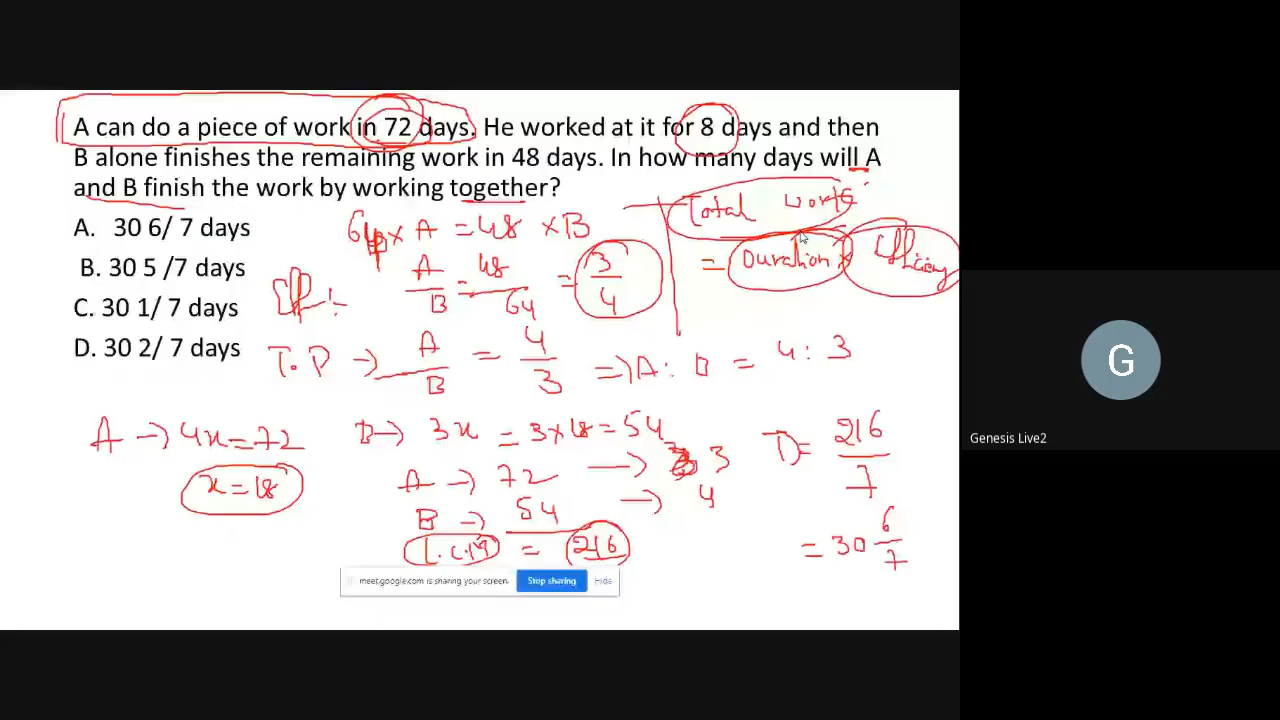 A can do a piece of work in 72 days. He worked at it for 8 days and then
B alone finishes the remaining work in 48 days. In how many days will A
and B finish the work by working together?
A. 30 6/ 7 days
B. 30 5 /7 days
C. 30 1/ 7 days
D. 30 2/ 7 days
Total work
= Duration x Efficiency
64 x A = 48 x B
Eff :
A/B = 48/64 = 3/4
T.P → A/B = 4/3 => A : B = 4 : 3
A → 4x = 72
x = 18
B → 3x = 3 x 18 = 54
A → 72 → 3
B → 54 → 4
L.C.M = 216
T = 216/7
= 30 6/7
meet.google.com is sharing your screen.
Stop sharing
Hide
G
Genesis Live2